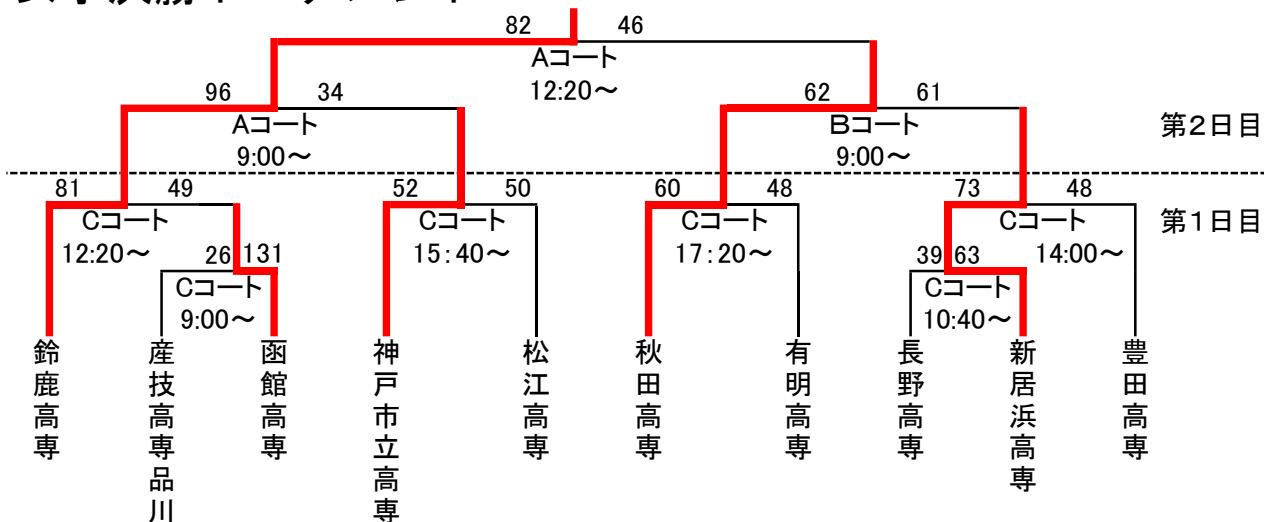 82 46
Aコート
12:20～
96 34 62 61
Aコート Bコート 第2日目
9:00～ 9:00～
81 49 52 50 60 48 73 48
Cコート Cコート Cコート Cコート 第1日目
12:20～ 15:40～ 17:20～ 14:00～
26 131 39 63
Cコート Cコート
9:00～ 10:40～
鈴鹿高専
産技高専品川
函館高専
神戸市立高専
松江高専
秋田高専
有明高専
長野高専
新居浜高専
豊田高専